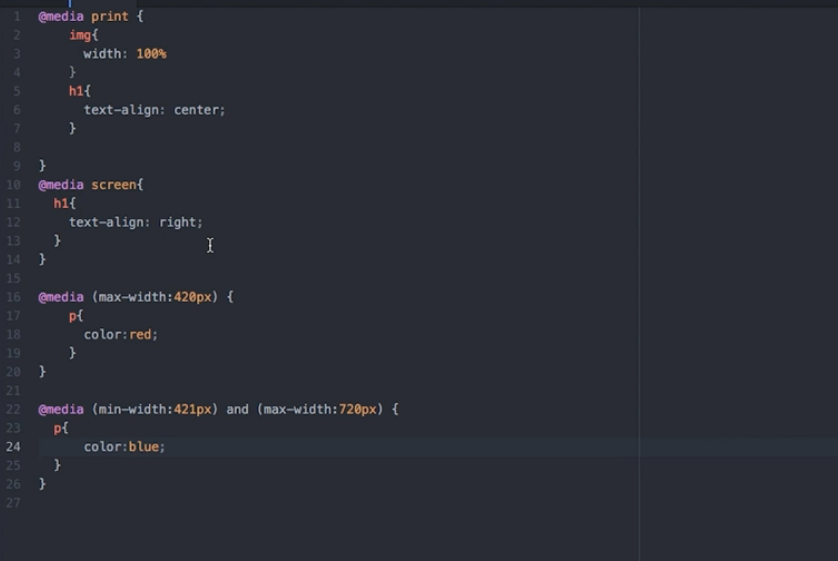 1 @media print {
2 img{
3 width: 100%
4 }
5 h1{
6 text-align: center;
7 }
8
9 }
10 @media screen{
11 h1{
12 text-align: right;
13 }
14 }
15
16 @media (max-width:420px) {
17 p{
18 color:red;
19 }
20 }
21
22 @media (min-width:421px) and (max-width:720px) {
23 p{
24 color:blue;
25 }
26 }
27